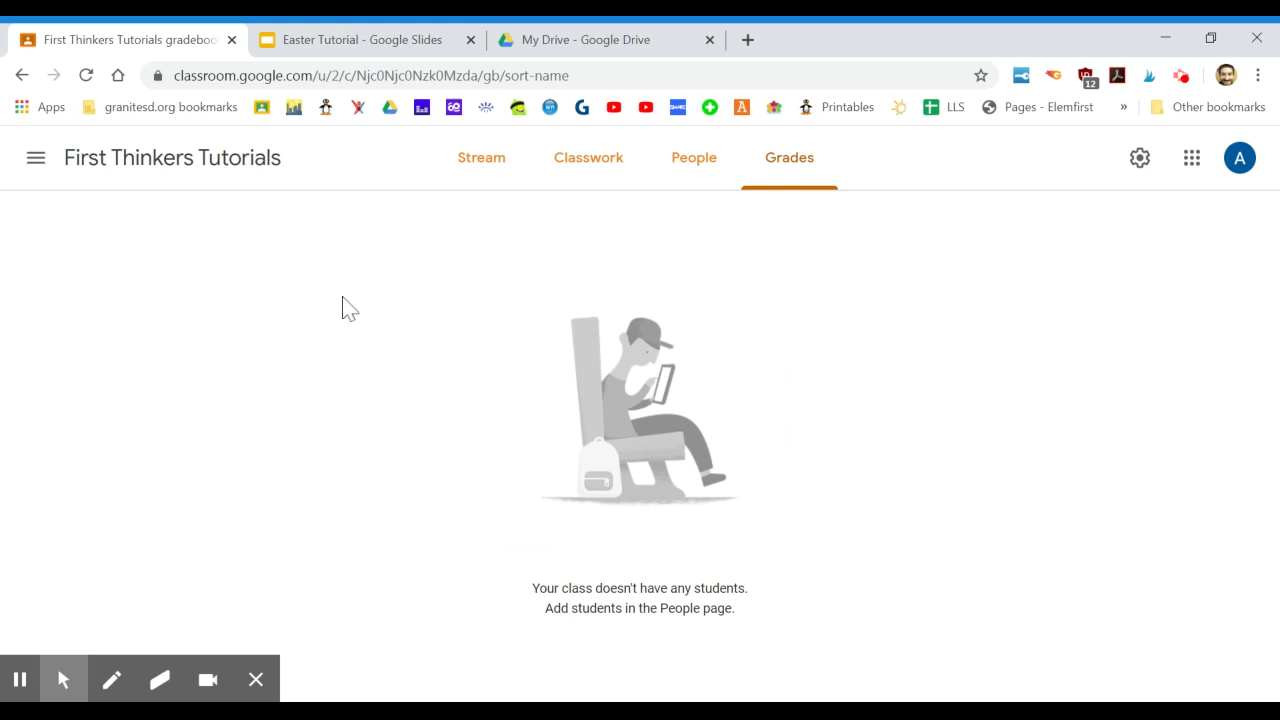 First Thinkers Tutorials gradeboo
Easter Tutorial - Google Slides
My Drive - Google Drive
classroom.google.com/u/2/c/Njc0Njc0Nzk0Mzda/gb/sort-name
12
Apps
granitesd.org bookmarks
Printables
LLS
Pages - Elemfirst
»
Other bookmarks
First Thinkers Tutorials
Stream
Classwork
People
Grades
A
Your class doesn't have any students.
Add students in the People page.